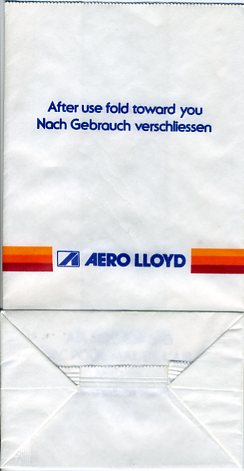 After use fold toward you
Nach Gebrauch verschliessen
AERO LLOYD